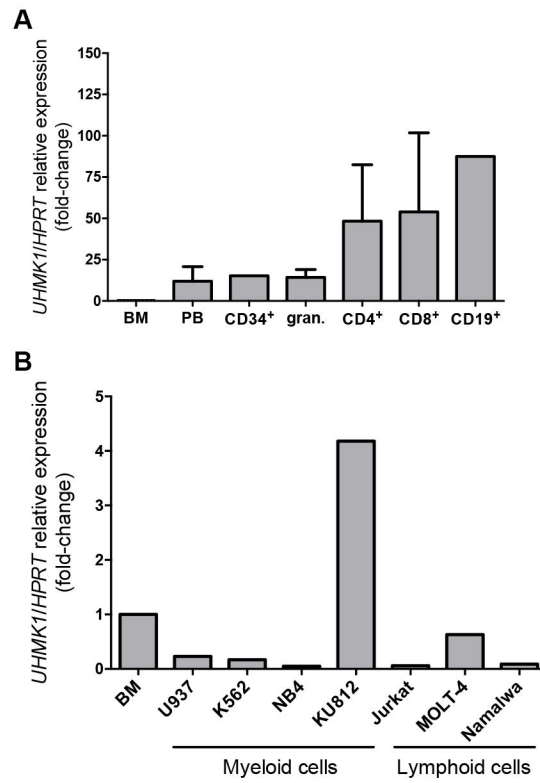 A
UHMK1/HPRT relative expression
(fold-change)
150
125
100
75
50
25
0
BM PB CD34+ gran. CD4+ CD8+ CD19+
B
UHMK1/HPRT relative expression
(fold-change)
5
4
3
2
1
0
BM U937 K562 NB4 KU812 Jurkat MOLT-4 Namalwa
Myeloid cells Lymphoid cells